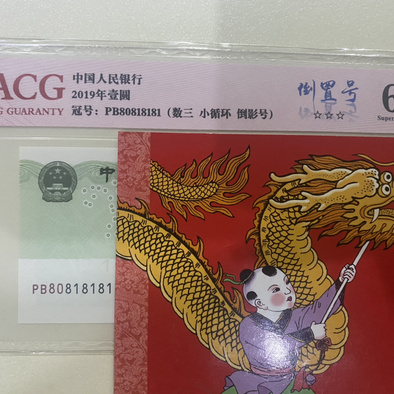 ACG
G GUARANTY
中国人民银行
2019年壹圆
冠号: PB80818181 (数三 小循环 倒影号)
倒置号
☆☆☆
6
Super
中
PB80818181